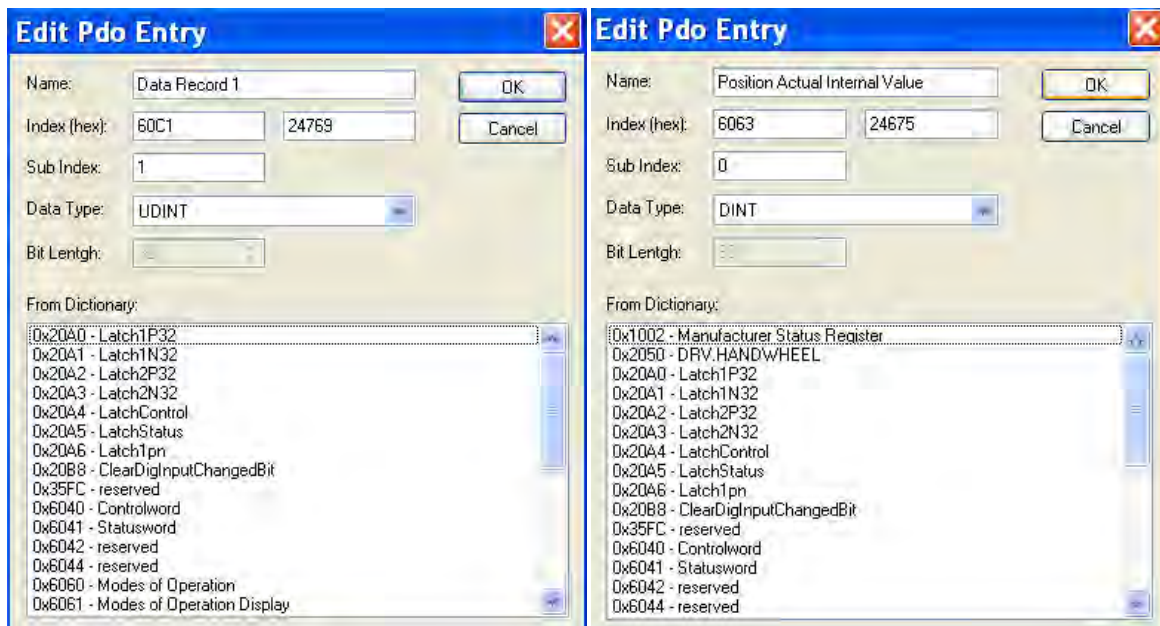 Edit Pdo Entry
Name: Data Record 1 OK
Index (hex): 60C1 24769 Cancel
Sub Index: 1
Data Type: UDINT
Bit Lentgh:
From Dictionary:
0x20A0 - Latch1P32
0x20A1 - Latch1N32
0x20A2 - Latch2P32
0x20A3 - Latch2N32
0x20A4 - LatchControl
0x20A5 - LatchStatus
0x20A6 - Latch1pn
0x20B8 - ClearDigInputChangedBit
0x35FC - reserved
0x6040 - Controlword
0x6041 - Statusword
0x6042 - reserved
0x6044 - reserved
0x6060 - Modes of Operation
0x6061 - Modes of Operation Display
Edit Pdo Entry
Name: Position Actual Internal Value OK
Index (hex): 6063 24675 Cancel
Sub Index: 0
Data Type: DINT
Bit Lentgh:
From Dictionary:
0x1002 - Manufacturer Status Register
0x2050 - DRV.HANDWHEEL
0x20A0 - Latch1P32
0x20A1 - Latch1N32
0x20A2 - Latch2P32
0x20A3 - Latch2N32
0x20A4 - LatchControl
0x20A5 - LatchStatus
0x20A6 - Latch1pn
0x20B8 - ClearDigInputChangedBit
0x35FC - reserved
0x6040 - Controlword
0x6041 - Statusword
0x6042 - reserved
0x6044 - reserved